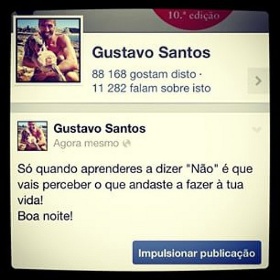 10.ª edição
Gustavo Santos
88 168 gostam disto ·
11 282 falam sobre isto
Gustavo Santos
Agora mesmo
Só quando aprenderes a dizer "Não" é que
vais perceber o que andaste a fazer à tua
vida!
Boa noite!
Impulsionar publicação